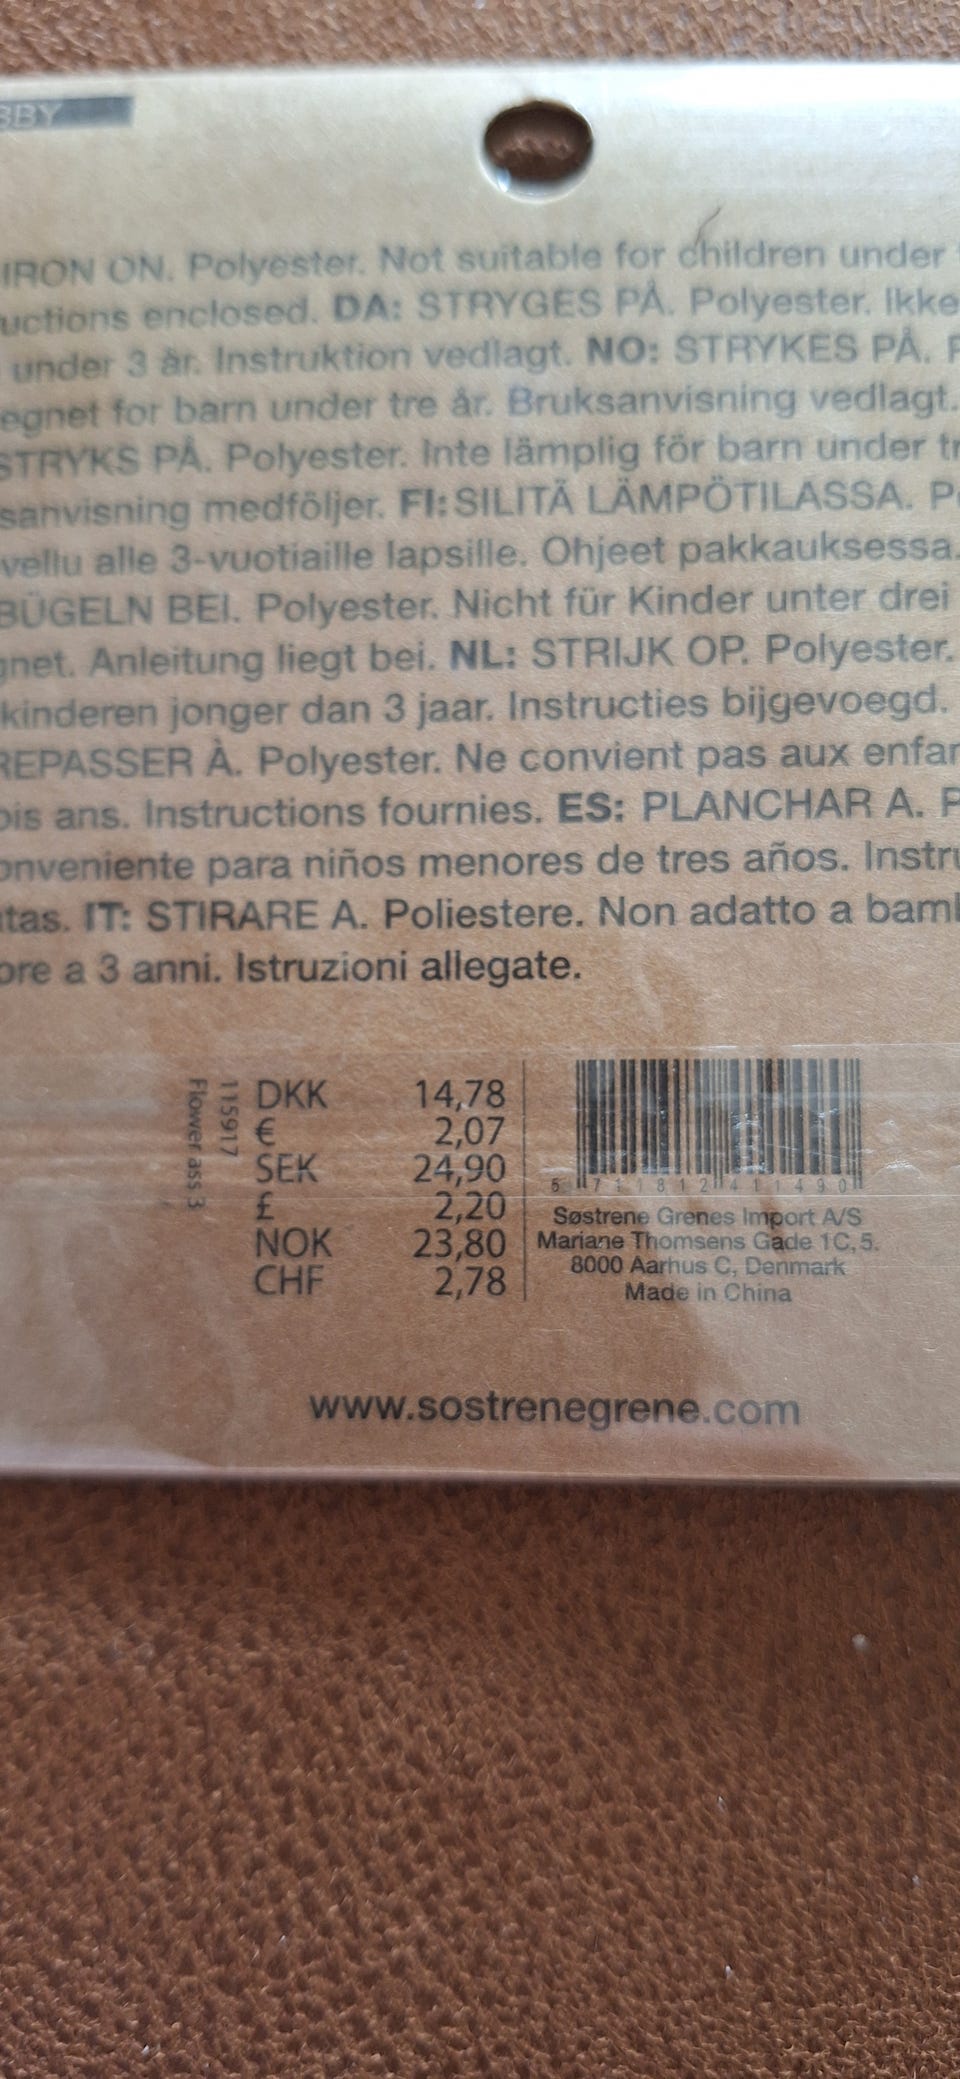 BBY
IRON ON. Polyester. Not suitable for children under
uctions enclosed. DA: STRYGES PÅ. Polyester. Ikke
under 3 år. Instruktion vedlagt. NO: STRYKES PÅ. P
egnet for barn under tre år. Bruksanvisning vedlagt.
STRYKS PÅ. Polyester. Inte lämplig för barn under tr
sanvisning medföljer. FI: SILITÄ LÄMPÖTILASSA. P
vellu alle 3-vuotiaille lapsille. Ohjeet pakkauksessa.
BÜGELN BEI. Polyester. Nicht für Kinder unter drei
gnet. Anleitung liegt bei. NL: STRIJK OP. Polyester.
kinderen jonger dan 3 jaar. Instructies bijgevoegd.
REPASSER À. Polyester. Ne convient pas aux enfan
ois ans. Instructions fournies. ES: PLANCHAR A. P
onveniente para niños menores de tres años. Instru
tas. IT: STIRARE A. Poliestere. Non adatto a bamb
ore a 3 anni. Istruzioni allegate.
115917
Flower ass 3
DKK 14,78
€ 2,07
SEK 24,90
£ 2,20
NOK 23,80
CHF 2,78
5 711812 411490
Søstrene Grenes Import A/S
Mariane Thomsens Gade 1C, 5.
8000 Aarhus C, Denmark
Made in China
www.sostrenegrene.com